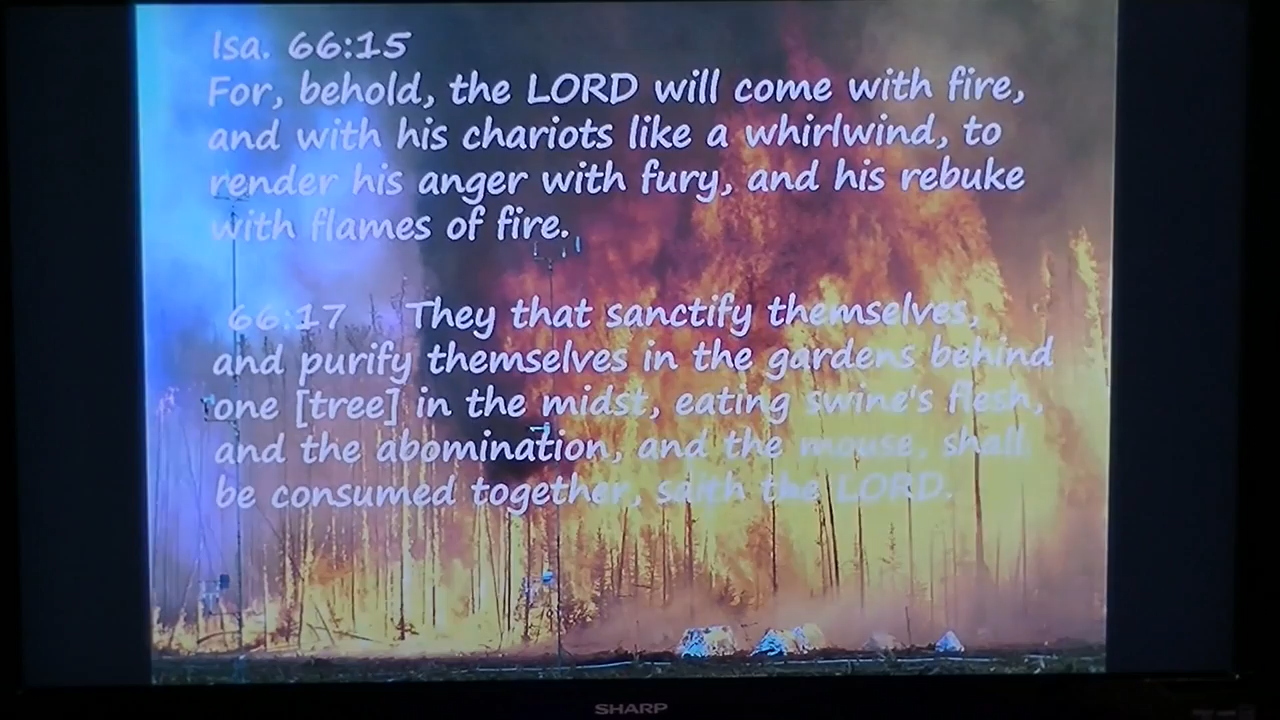 Isa. 66:15
For, behold, the LORD will come with fire,
and with his chariots like a whirlwind, to
render his anger with fury, and his rebuke
with flames of fire.
66:17 They that sanctify themselves,
and purify themselves in the gardens behind
one [tree] in the midst, eating swine's flesh,
and the abomination, and the mouse, shall
be consumed together, saith the LORD.
SHARP